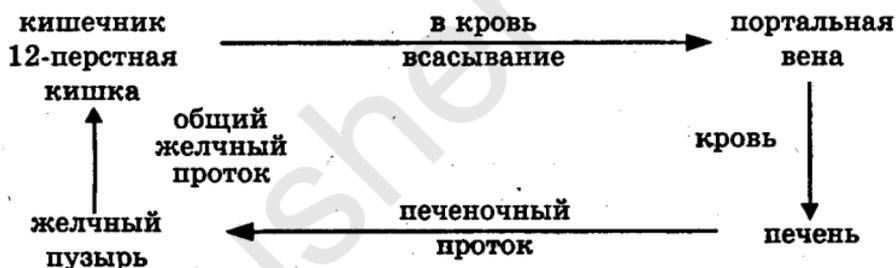 кишечник
12-перстная
кишка
в кровь
всасывание
портальная
вена
общий
желчный
проток
кровь
желчный
пузырь
печеночный
проток
печень